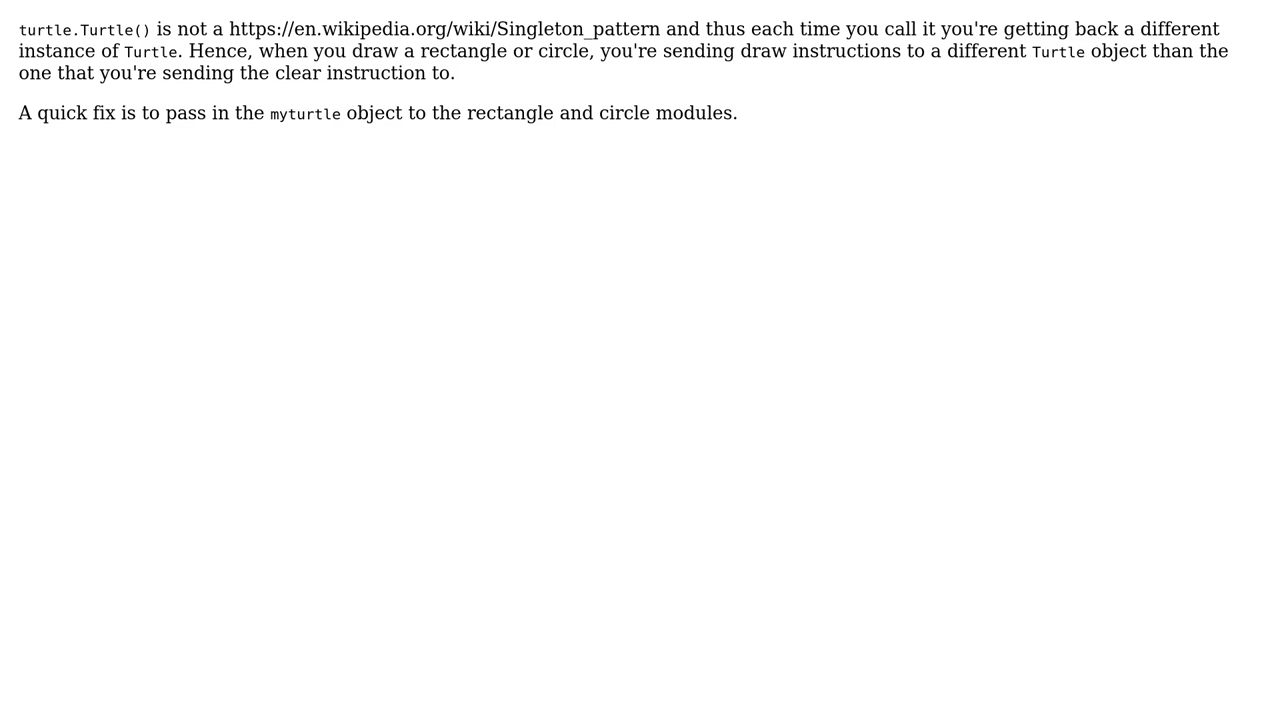 turtle.Turtle() is not a https://en.wikipedia.org/wiki/Singleton_pattern and thus each time you call it you're getting back a different
instance of Turtle. Hence, when you draw a rectangle or circle, you're sending draw instructions to a different Turtle object than the
one that you're sending the clear instruction to.
A quick fix is to pass in the myturtle object to the rectangle and circle modules.